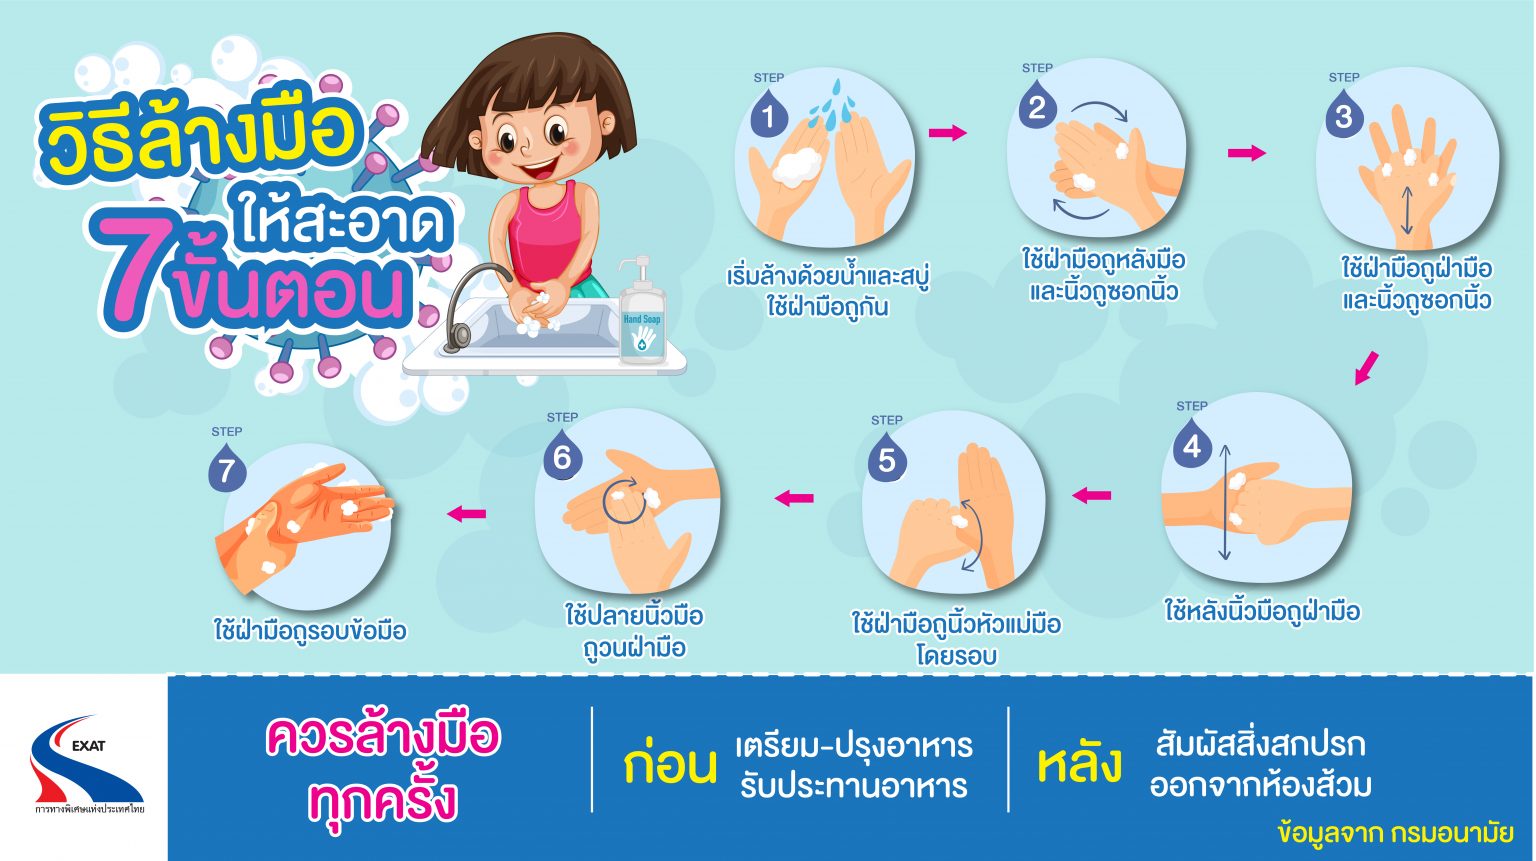 วิธีล้างมือ
ให้สะอาด
7 ขั้นตอน
Hand Soap
STEP
1
เริ่มล้างด้วยน้ำและสบู่
ใช้ฝ่ามือถูกัน
STEP
2
ใช้ฝ่ามือถูหลังมือ
และนิ้วถูซอกนิ้ว
STEP
3
ใช้ฝ่ามือถูฝ่ามือ
และนิ้วถูซอกนิ้ว
STEP
4
ใช้หลังนิ้วมือถูฝ่ามือ
STEP
5
ใช้ฝ่ามือถูนิ้วหัวแม่มือ
โดยรอบ
STEP
6
ใช้ปลายนิ้วมือ
ถูวนฝ่ามือ
STEP
7
ใช้ฝ่ามือถูรอบข้อมือ
EXAT
การทางพิเศษแห่งประเทศไทย
ควรล้างมือ
ทุกครั้ง
ก่อน
เตรียม-ปรุงอาหาร
รับประทานอาหาร
หลัง
สัมผัสสิ่งสกปรก
ออกจากห้องส้วม
ข้อมูลจาก กรมอนามัย